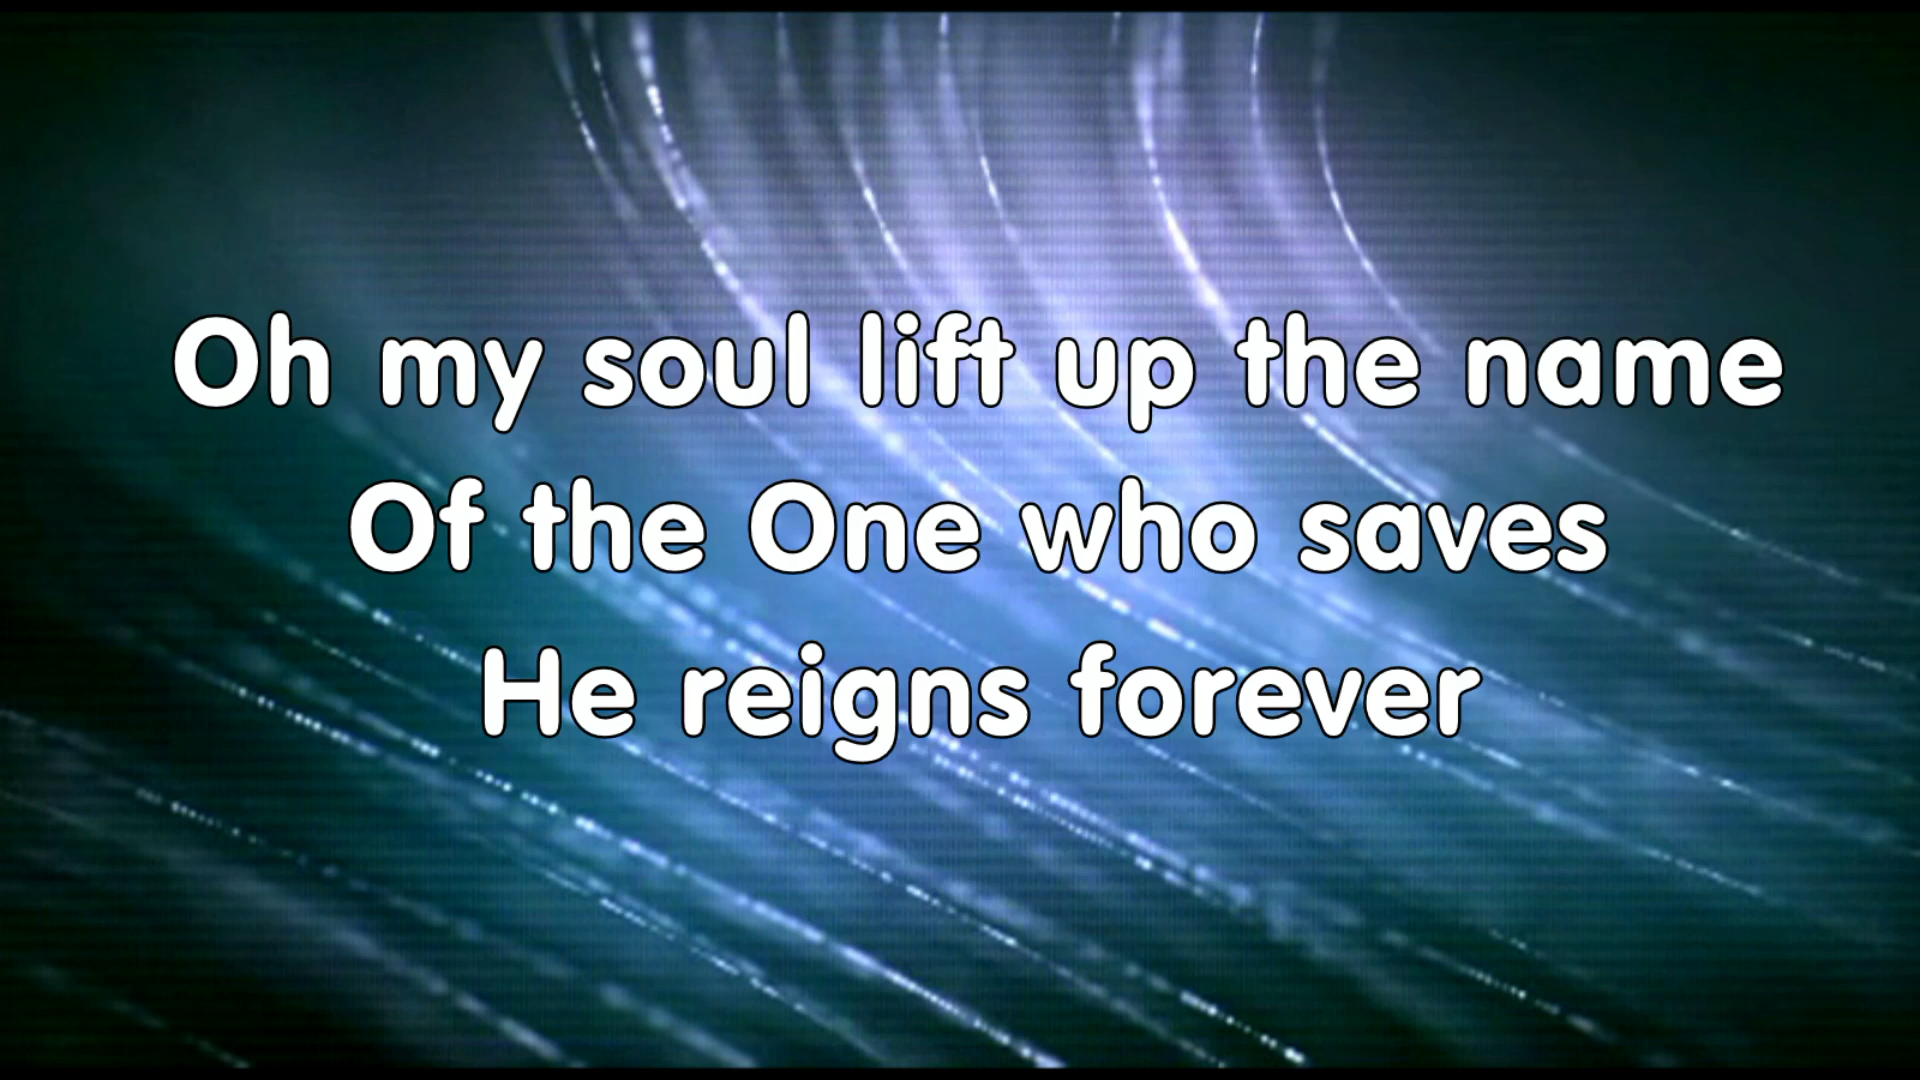 Oh my soul lift up the name
Of the One who saves
He reigns forever